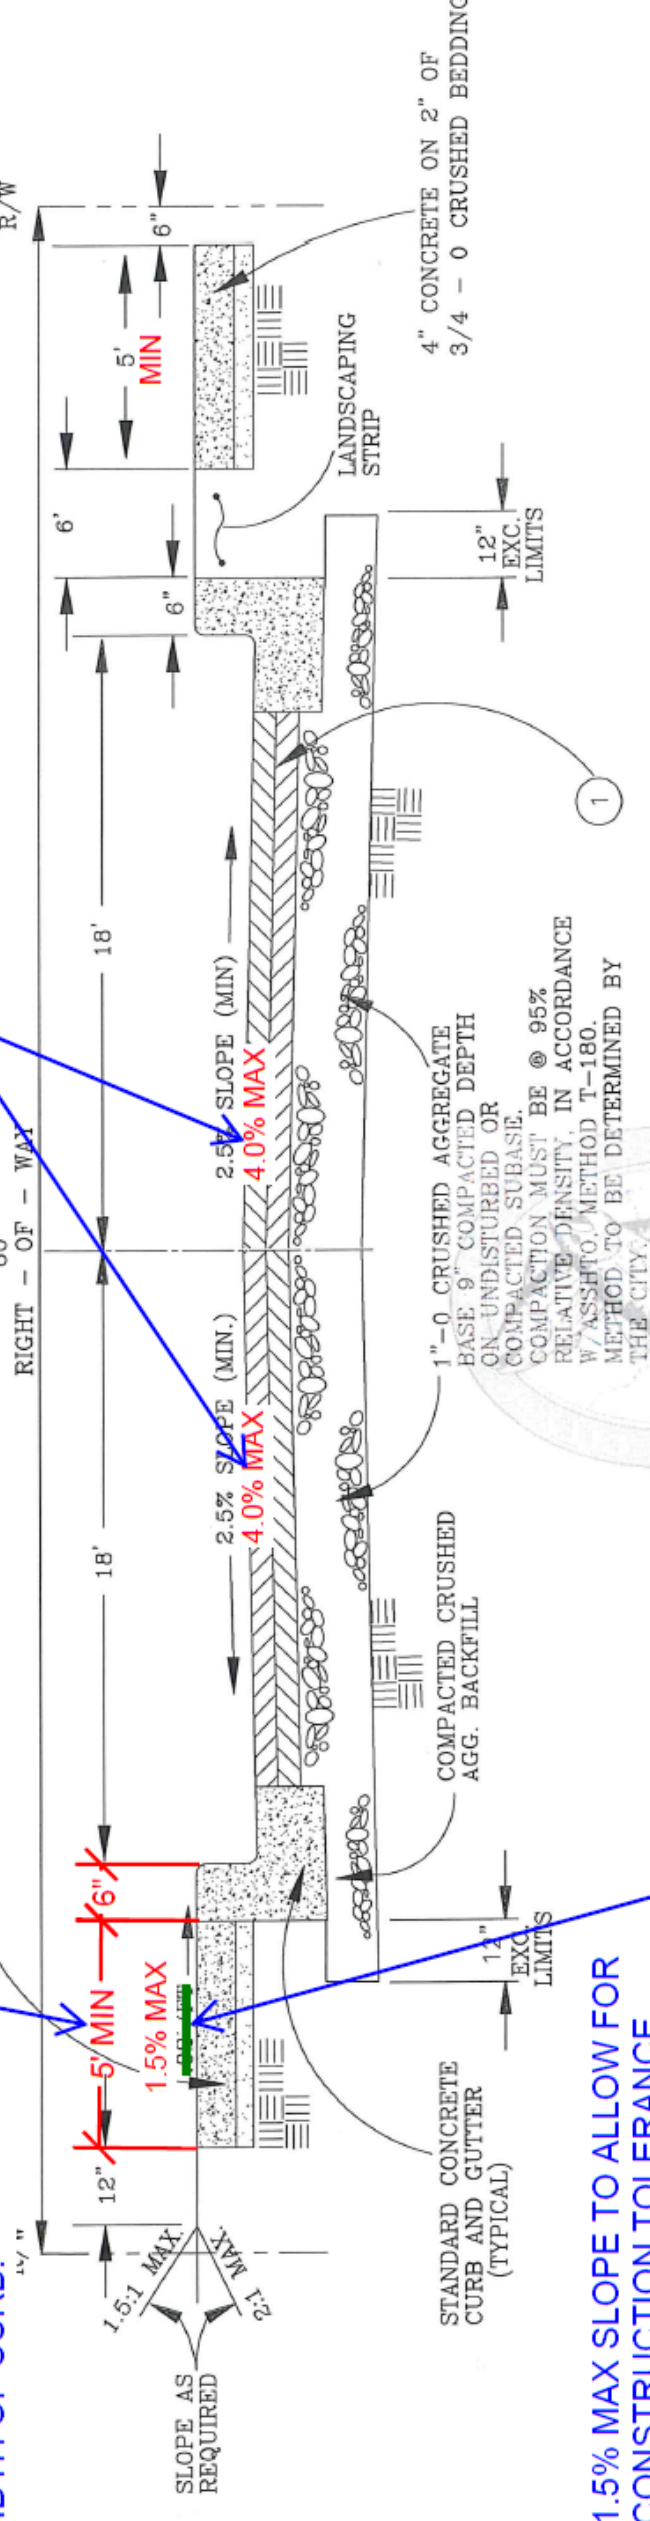 R/W
6"
5'
MIN
6'
6"
18'
4" CONCRETE ON 2" OF
3/4 - 0 CRUSHED BEDDING
LANDSCAPING
STRIP
12"
EXC.
LIMITS
1
2.5% SLOPE (MIN)
4.0% MAX
RIGHT - OF - WAY
2.5% SLOPE (MIN.)
4.0% MAX
18'
1"-0 CRUSHED AGGREGATE
BASE 9" COMPACTED DEPTH
ON UNDISTURBED OR
COMPACTED SUBASE.
COMPACTION MUST BE @ 95%
RELATIVE DENSITY, IN ACCORDANCE
W/ASSHTO, METHOD T-180.
METHOD TO BE DETERMINED BY
THE CITY.
COMPACTED CRUSHED
AGG. BACKFILL
6"
5' MIN
1.5% MAX
12"
12"
EXC.
LIMITS
STANDARD CONCRETE
CURB AND GUTTER
(TYPICAL)
1.5:1 MAX.
2:1 MAX.
SLOPE AS
REQUIRED
OF CURB.
1.5% MAX SLOPE TO ALLOW FOR
CONSTRUCTION TOLERANCE